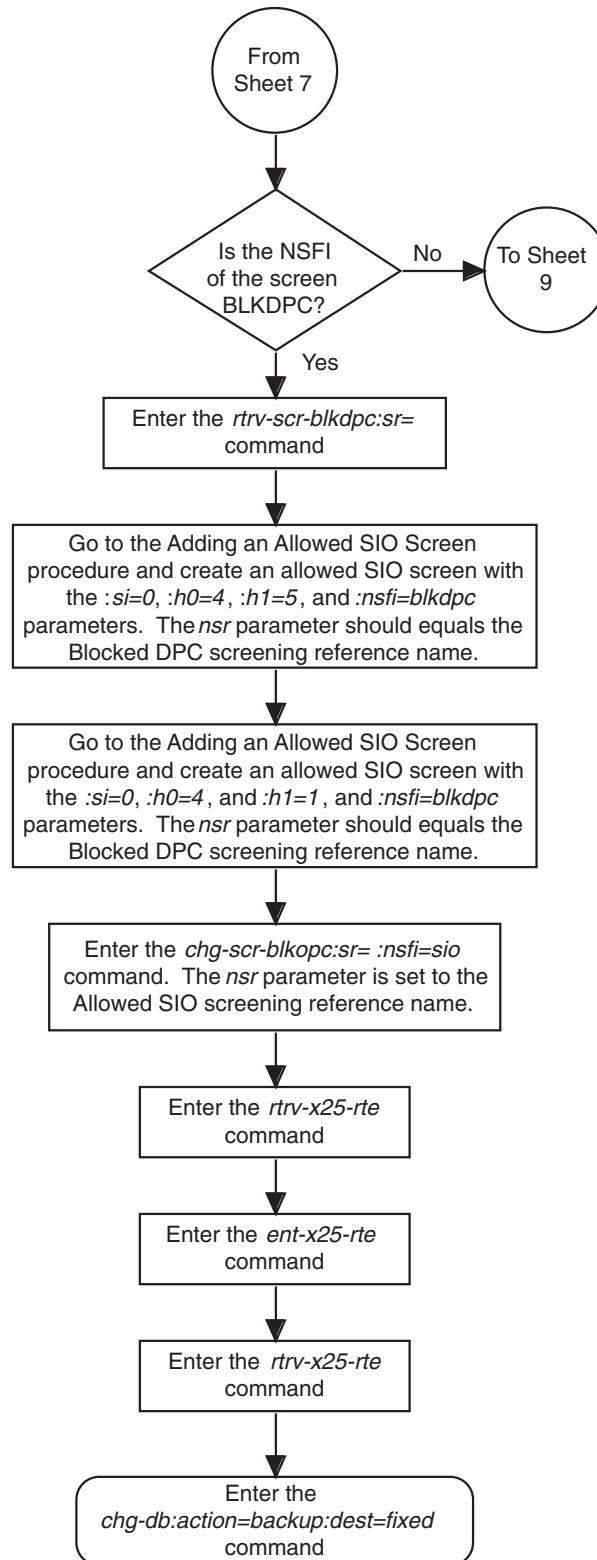 From
Sheet 7
Is the NSFI
of the screen
BLKDPC?
No
To Sheet
9
Yes
Enter the rtrv-scr-blkdpc:sr=
command
Go to the Adding an Allowed SIO Screen
procedure and create an allowed SIO screen with
the :si=0, :h0=4, :h1=5, and :nsfi=blkdpc
parameters. The nsr parameter should equals the
Blocked DPC screening reference name.
Go to the Adding an Allowed SIO Screen
procedure and create an allowed SIO screen with
the :si=0, :h0=4, and :h1=1, and :nsfi=blkdpc
parameters. The nsr parameter should equals the
Blocked DPC screening reference name.
Enter the chg-scr-blkopc:sr= :nsfi=sio
command. The nsr parameter is set to the
Allowed SIO screening reference name.
Enter the rtrv-x25-rte
command
Enter the ent-x25-rte
command
Enter the rtrv-x25-rte
command
Enter the
chg-db:action=backup:dest=fixed
command